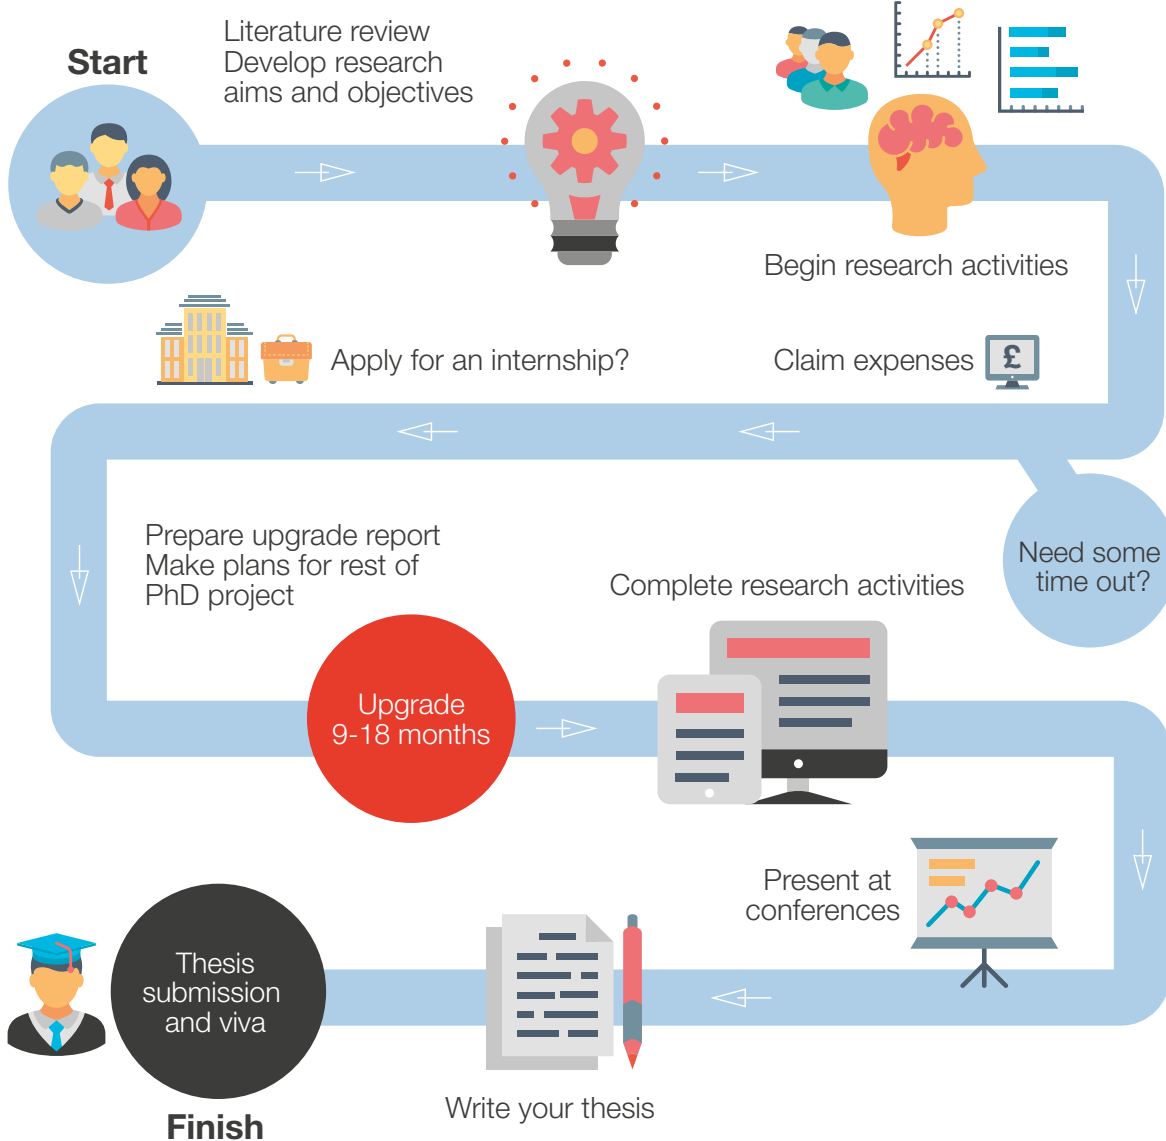 Start
Literature review
Develop research
aims and objectives
Begin research activities
Claim expenses
£
Apply for an internship?
Need some
time out?
Prepare upgrade report
Make plans for rest of
PhD project
Upgrade
9-18 months
Complete research activities
Present at
conferences
Write your thesis
Thesis
submission
and viva
Finish